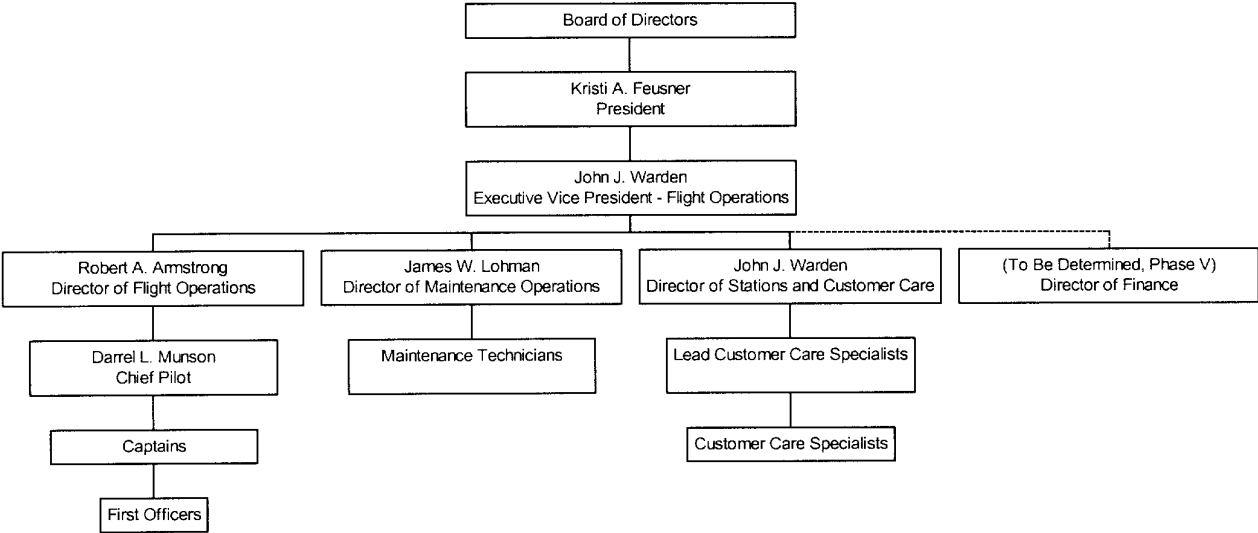 Board of Directors
Kristi A. Feusner
President
John J. Warden
Executive Vice President - Flight Operations
Robert A. Armstrong
Director of Flight Operations
James W. Lohman
Director of Maintenance Operations
John J. Warden
Director of Stations and Customer Care
(To Be Determined, Phase V)
Director of Finance
Darrel L. Munson
Chief Pilot
Maintenance Technicians
Lead Customer Care Specialists
Captains
Customer Care Specialists
First Officers